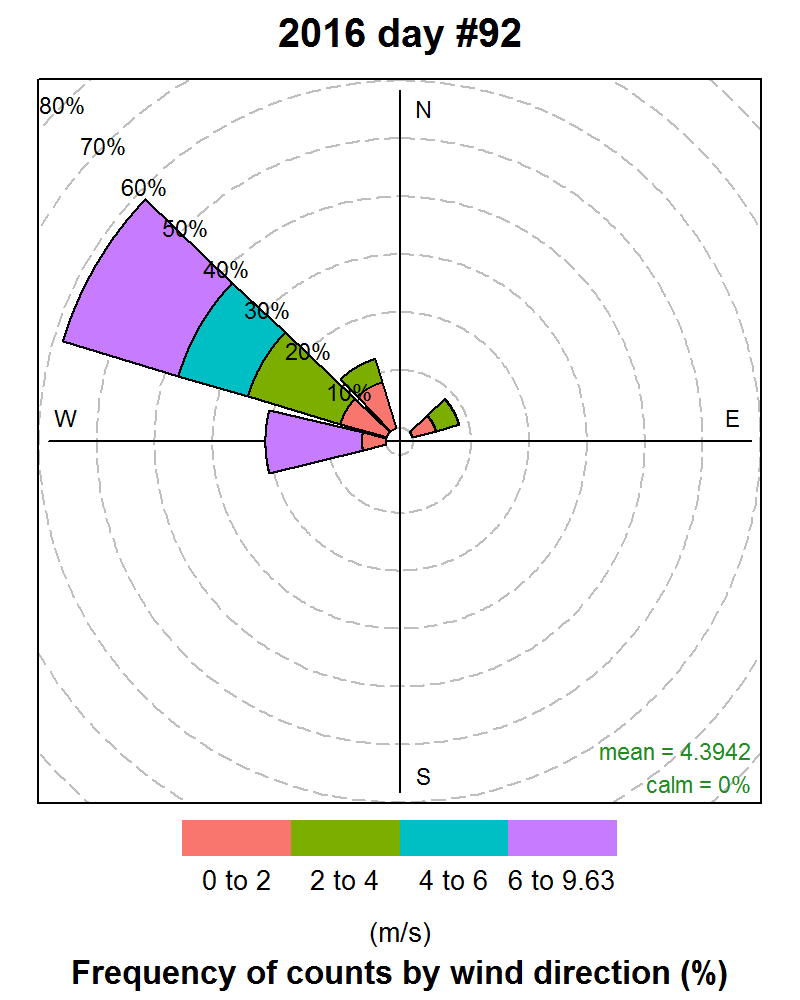 2016 day #92
80%
N
70%
60%
50%
40%
30%
20%
10%
W
E
mean = 4.3942
S
calm = 0%
0 to 2 2 to 4 4 to 6 6 to 9.63
(m/s)
Frequency of counts by wind direction (%)